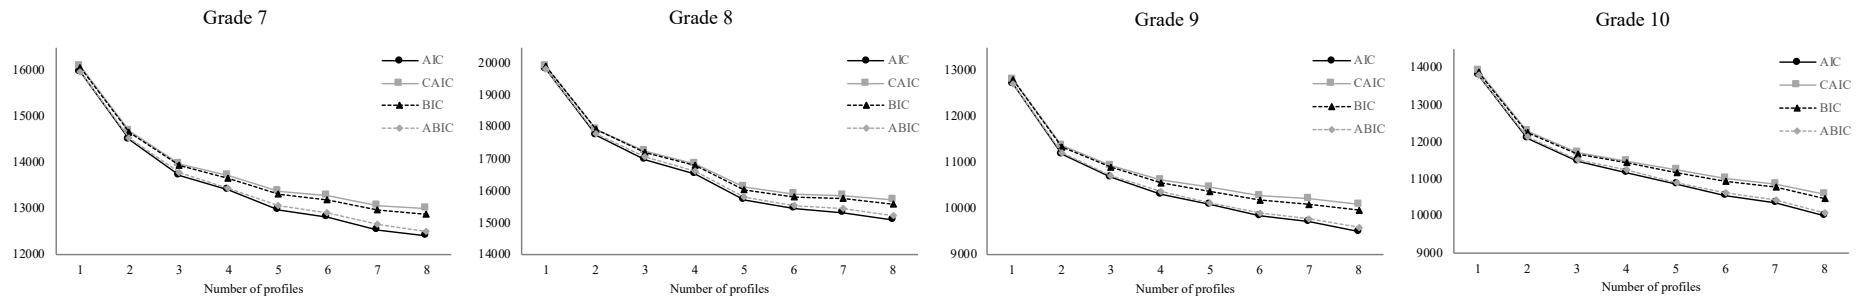 Grade 7
16000
15000
14000
13000
12000
1 2 3 4 5 6 7 8
Number of profiles
AIC
CAIC
BIC
ABIC
Grade 8
20000
19000
18000
17000
16000
15000
14000
1 2 3 4 5 6 7 8
Number of profiles
AIC
CAIC
BIC
ABIC
Grade 9
13000
12000
11000
10000
9000
1 2 3 4 5 6 7 8
Number of profiles
AIC
CAIC
BIC
ABIC
Grade 10
14000
13000
12000
11000
10000
9000
1 2 3 4 5 6 7 8
Number of profiles
AIC
CAIC
BIC
ABIC